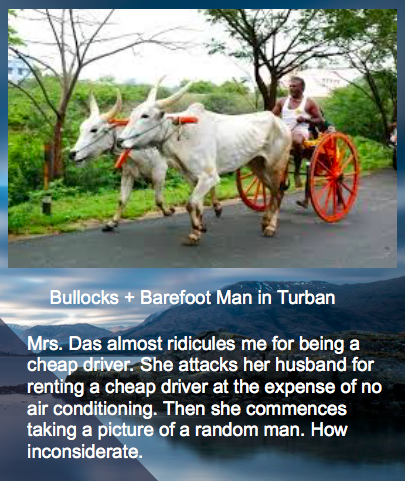 Bullocks + Barefoot Man in Turban
Mrs. Das almost ridicules me for being a
cheap driver. She attacks her husband for
renting a cheap driver at the expense of no
air conditioning. Then she commences
taking a picture of a random man. How
inconsiderate.